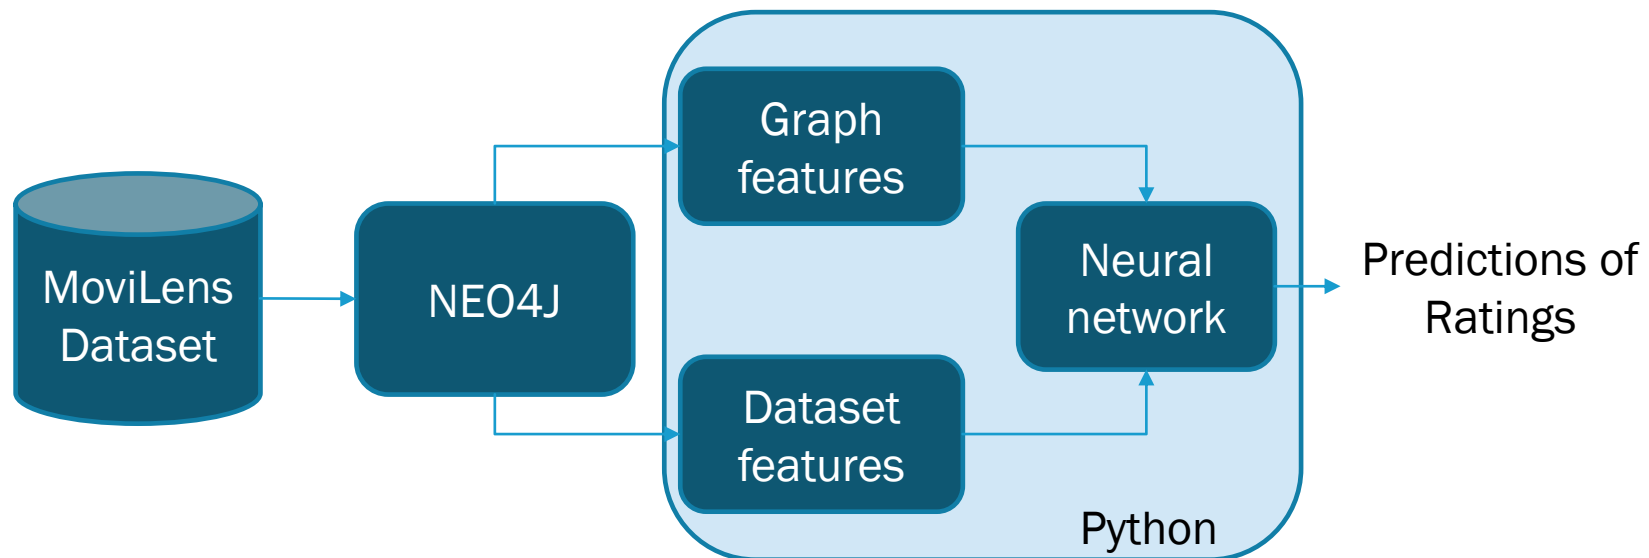 MoviLens
Dataset
NEO4J
Graph
features
Dataset
features
Neural
network
Python
Predictions of
Ratings